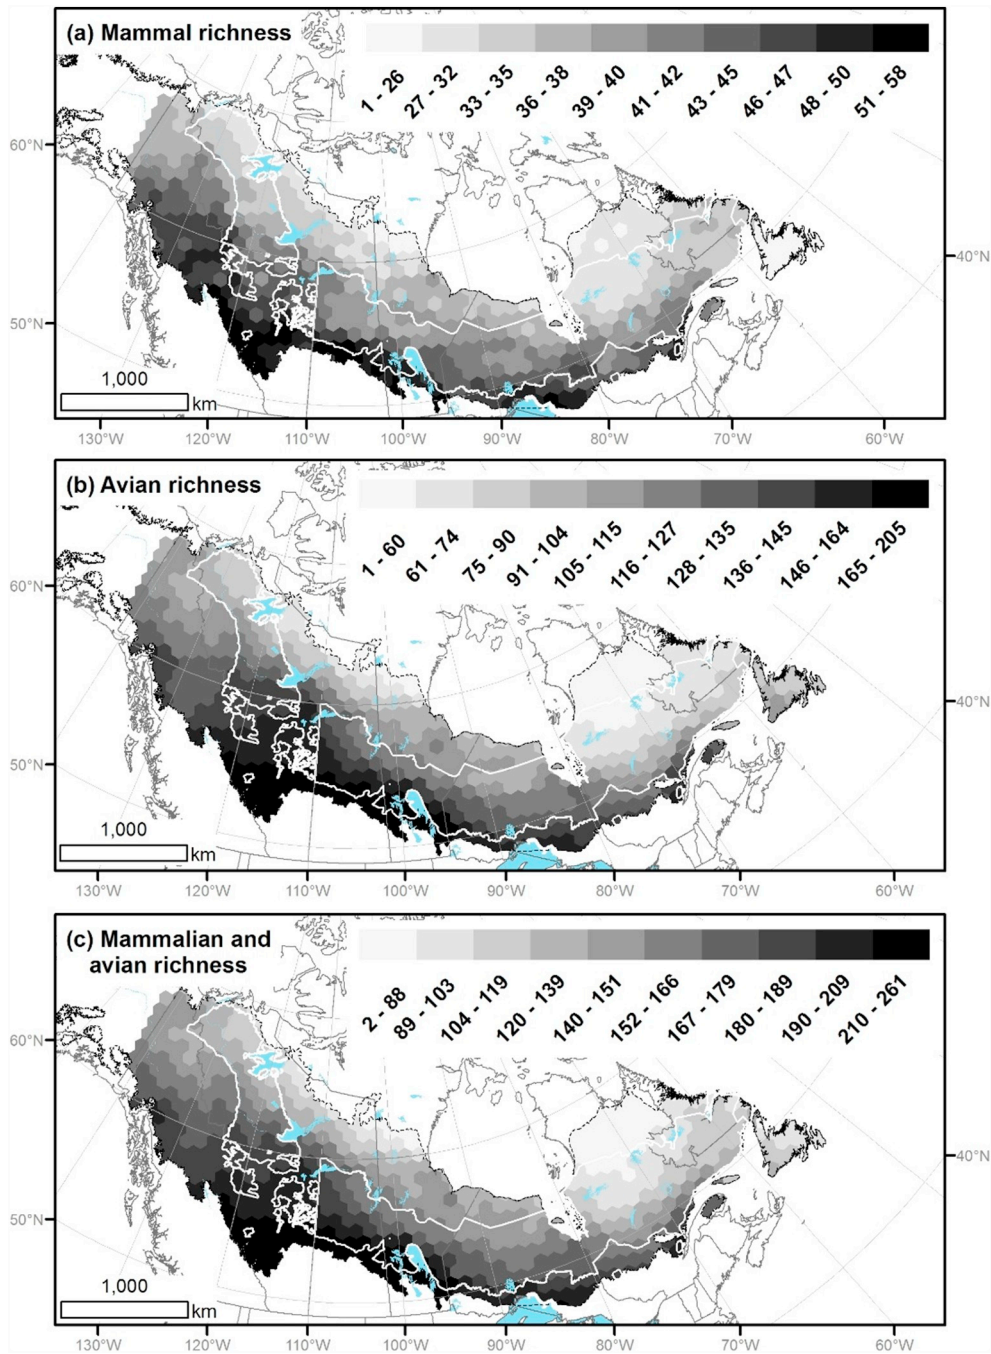 (a) Mammal richness
1 - 26
27 - 32
33 - 35
36 - 38
39 - 40
41 - 42
43 - 45
46 - 47
48 - 50
51 - 58
60°N
50°N
40°N
1,000
km
130°W
120°W
110°W
100°W
90°W
80°W
70°W
60°W
(b) Avian richness
1 - 60
61 - 74
75 - 90
91 - 104
105 - 115
116 - 127
128 - 135
136 - 145
146 - 164
165 - 205
60°N
50°N
40°N
1,000
km
130°W
120°W
110°W
100°W
90°W
80°W
70°W
60°W
(c) Mammalian and
avian richness
2 - 88
89 - 103
104 - 119
120 - 139
140 - 151
152 - 166
167 - 179
180 - 189
190 - 209
210 - 261
60°N
50°N
40°N
1,000
km
130°W
120°W
110°W
100°W
90°W
80°W
70°W
60°W